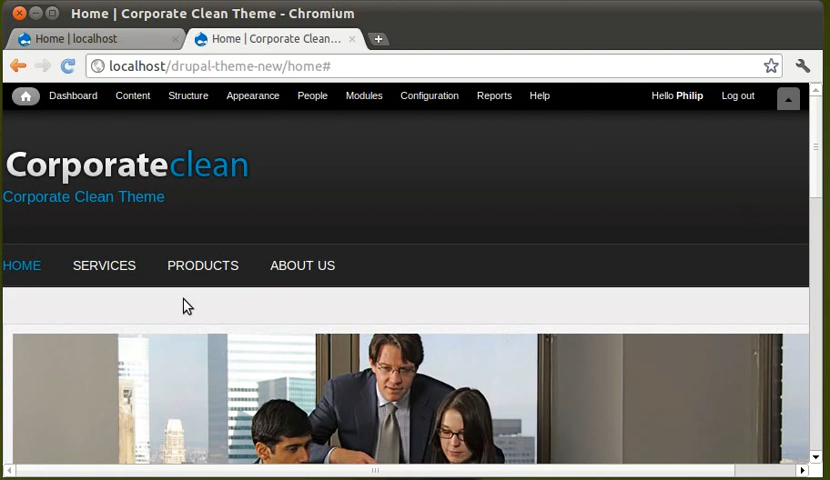 Home | Corporate Clean Theme - Chromium
Home | localhost
Home | Corporate Clean...
localhost/drupal-theme-new/home#
Dashboard Content Structure Appearance People Modules Configuration Reports Help Hello Philip Log out
Corporateclean
Corporate Clean Theme
HOME SERVICES PRODUCTS ABOUT US